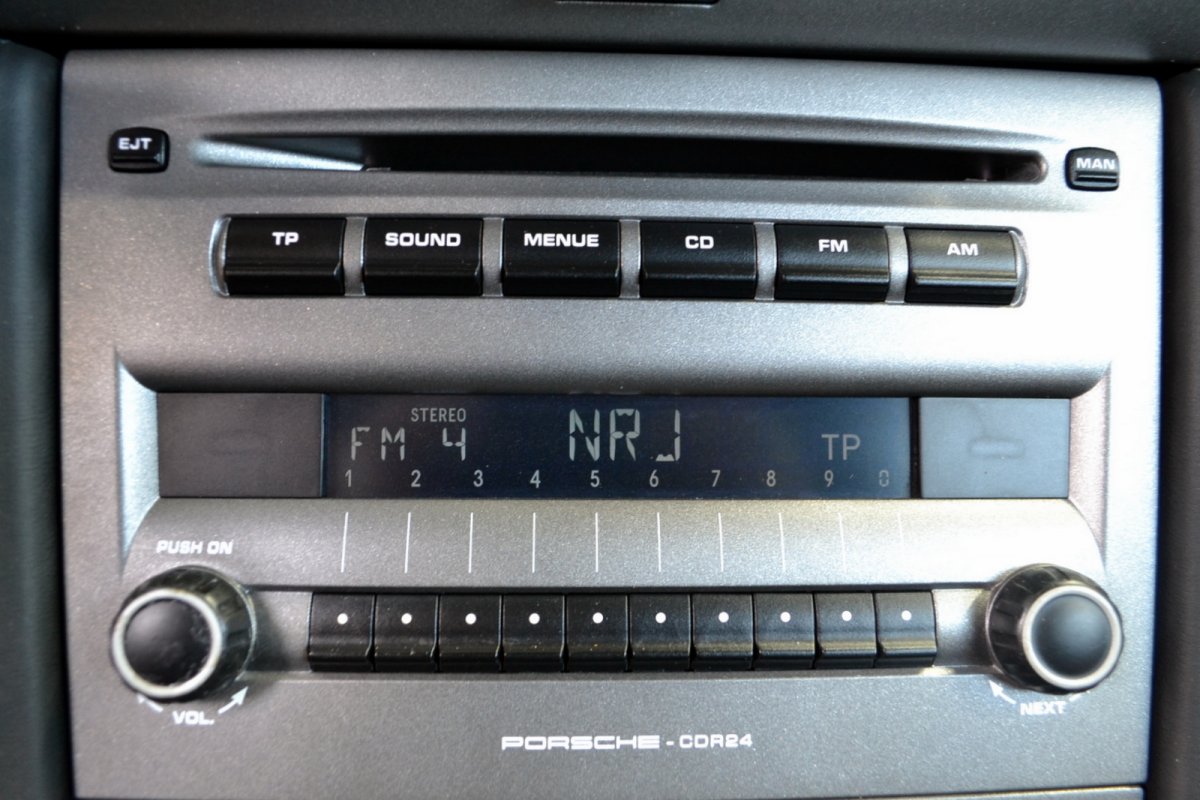 EJT
MAN
TP SOUND MENUE CD FM AM
STEREO
FM 4 NRJ TP
1 2 3 4 5 6 7 8 9 0
PUSH ON
VOL.
NEXT
PORSCHE - CDR24